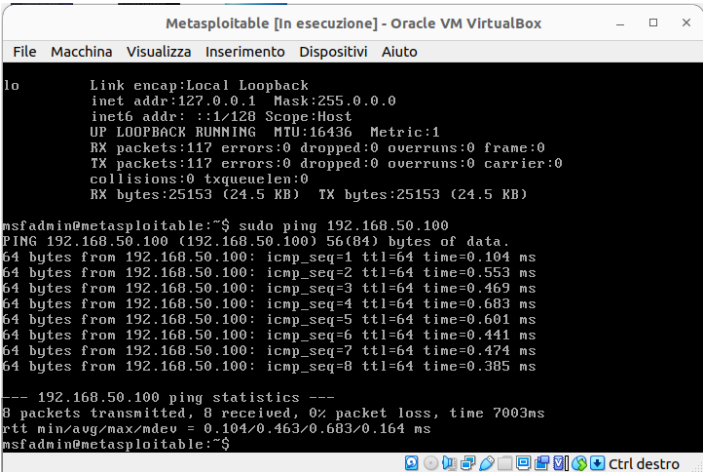 Metasploitable [In esecuzione] - Oracle VM VirtualBox
File Macchina Visualizza Inserimento Dispositivi Aiuto
lo Link encap:Local Loopback
inet addr:127.0.0.1 Mask:255.0.0.0
inet6 addr: ::1/128 Scope:Host
UP LOOPBACK RUNNING MTU:16436 Metric:1
RX packets:117 errors:0 dropped:0 overruns:0 frame:0
TX packets:117 errors:0 dropped:0 overruns:0 carrier:0
collisions:0 txqueuelen:0
RX bytes:25153 (24.5 KB) TX bytes:25153 (24.5 KB)
msfadmin@metasploitable:~$ sudo ping 192.168.50.100
PING 192.168.50.100 (192.168.50.100) 56(84) bytes of data.
64 bytes from 192.168.50.100: icmp_seq=1 ttl=64 time=0.104 ms
64 bytes from 192.168.50.100: icmp_seq=2 ttl=64 time=0.553 ms
64 bytes from 192.168.50.100: icmp_seq=3 ttl=64 time=0.469 ms
64 bytes from 192.168.50.100: icmp_seq=4 ttl=64 time=0.683 ms
64 bytes from 192.168.50.100: icmp_seq=5 ttl=64 time=0.601 ms
64 bytes from 192.168.50.100: icmp_seq=6 ttl=64 time=0.441 ms
64 bytes from 192.168.50.100: icmp_seq=7 ttl=64 time=0.474 ms
64 bytes from 192.168.50.100: icmp_seq=8 ttl=64 time=0.385 ms
--- 192.168.50.100 ping statistics ---
8 packets transmitted, 8 received, 0% packet loss, time 7003ms
rtt min/avg/max/mdev = 0.104/0.463/0.683/0.164 ms
msfadmin@metasploitable:~$
Ctrl destro